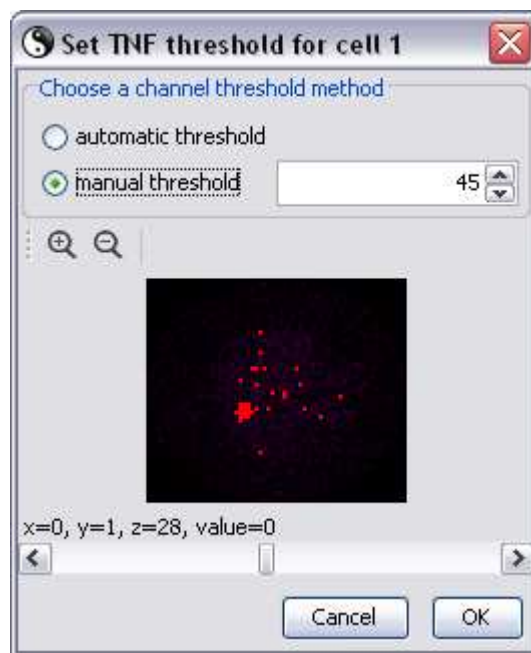 Set TNF threshold for cell 1
Choose a channel threshold method
automatic threshold
manual threshold 45
x=0, y=1, z=28, value=0
Cancel OK